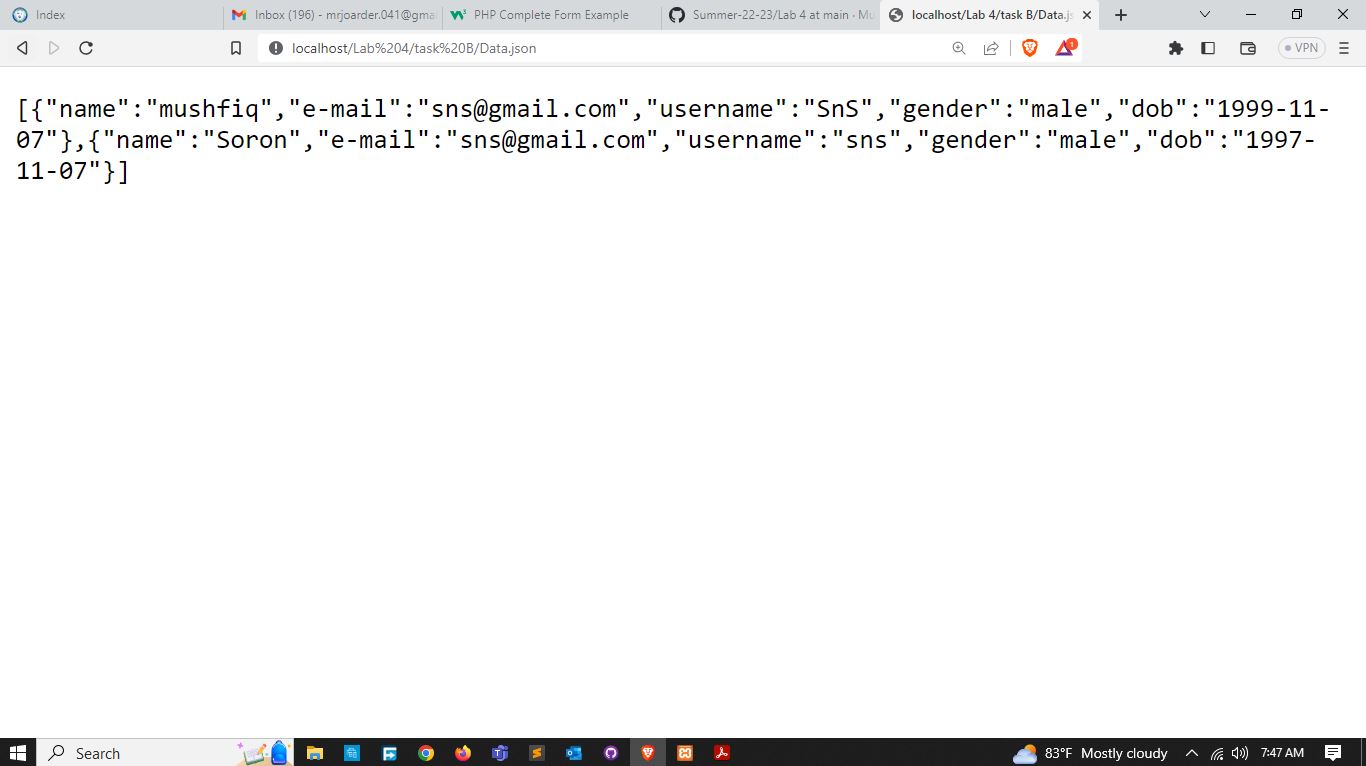 Index
Inbox (196) - mrjoarder.041@gmai
PHP Complete Form Example
Summer-22-23/Lab 4 at main · Mu
localhost/Lab 4/task B/Data.js
localhost/Lab%204/task%20B/Data.json
1
VPN
[{"name":"mushfiq","e-mail":"sns@gmail.com","username":"SnS","gender":"male","dob":"1999-11-
07"},{"name":"Soron","e-mail":"sns@gmail.com","username":"sns","gender":"male","dob":"1997-
11-07"}]
Search
83°F Mostly cloudy
7:47 AM